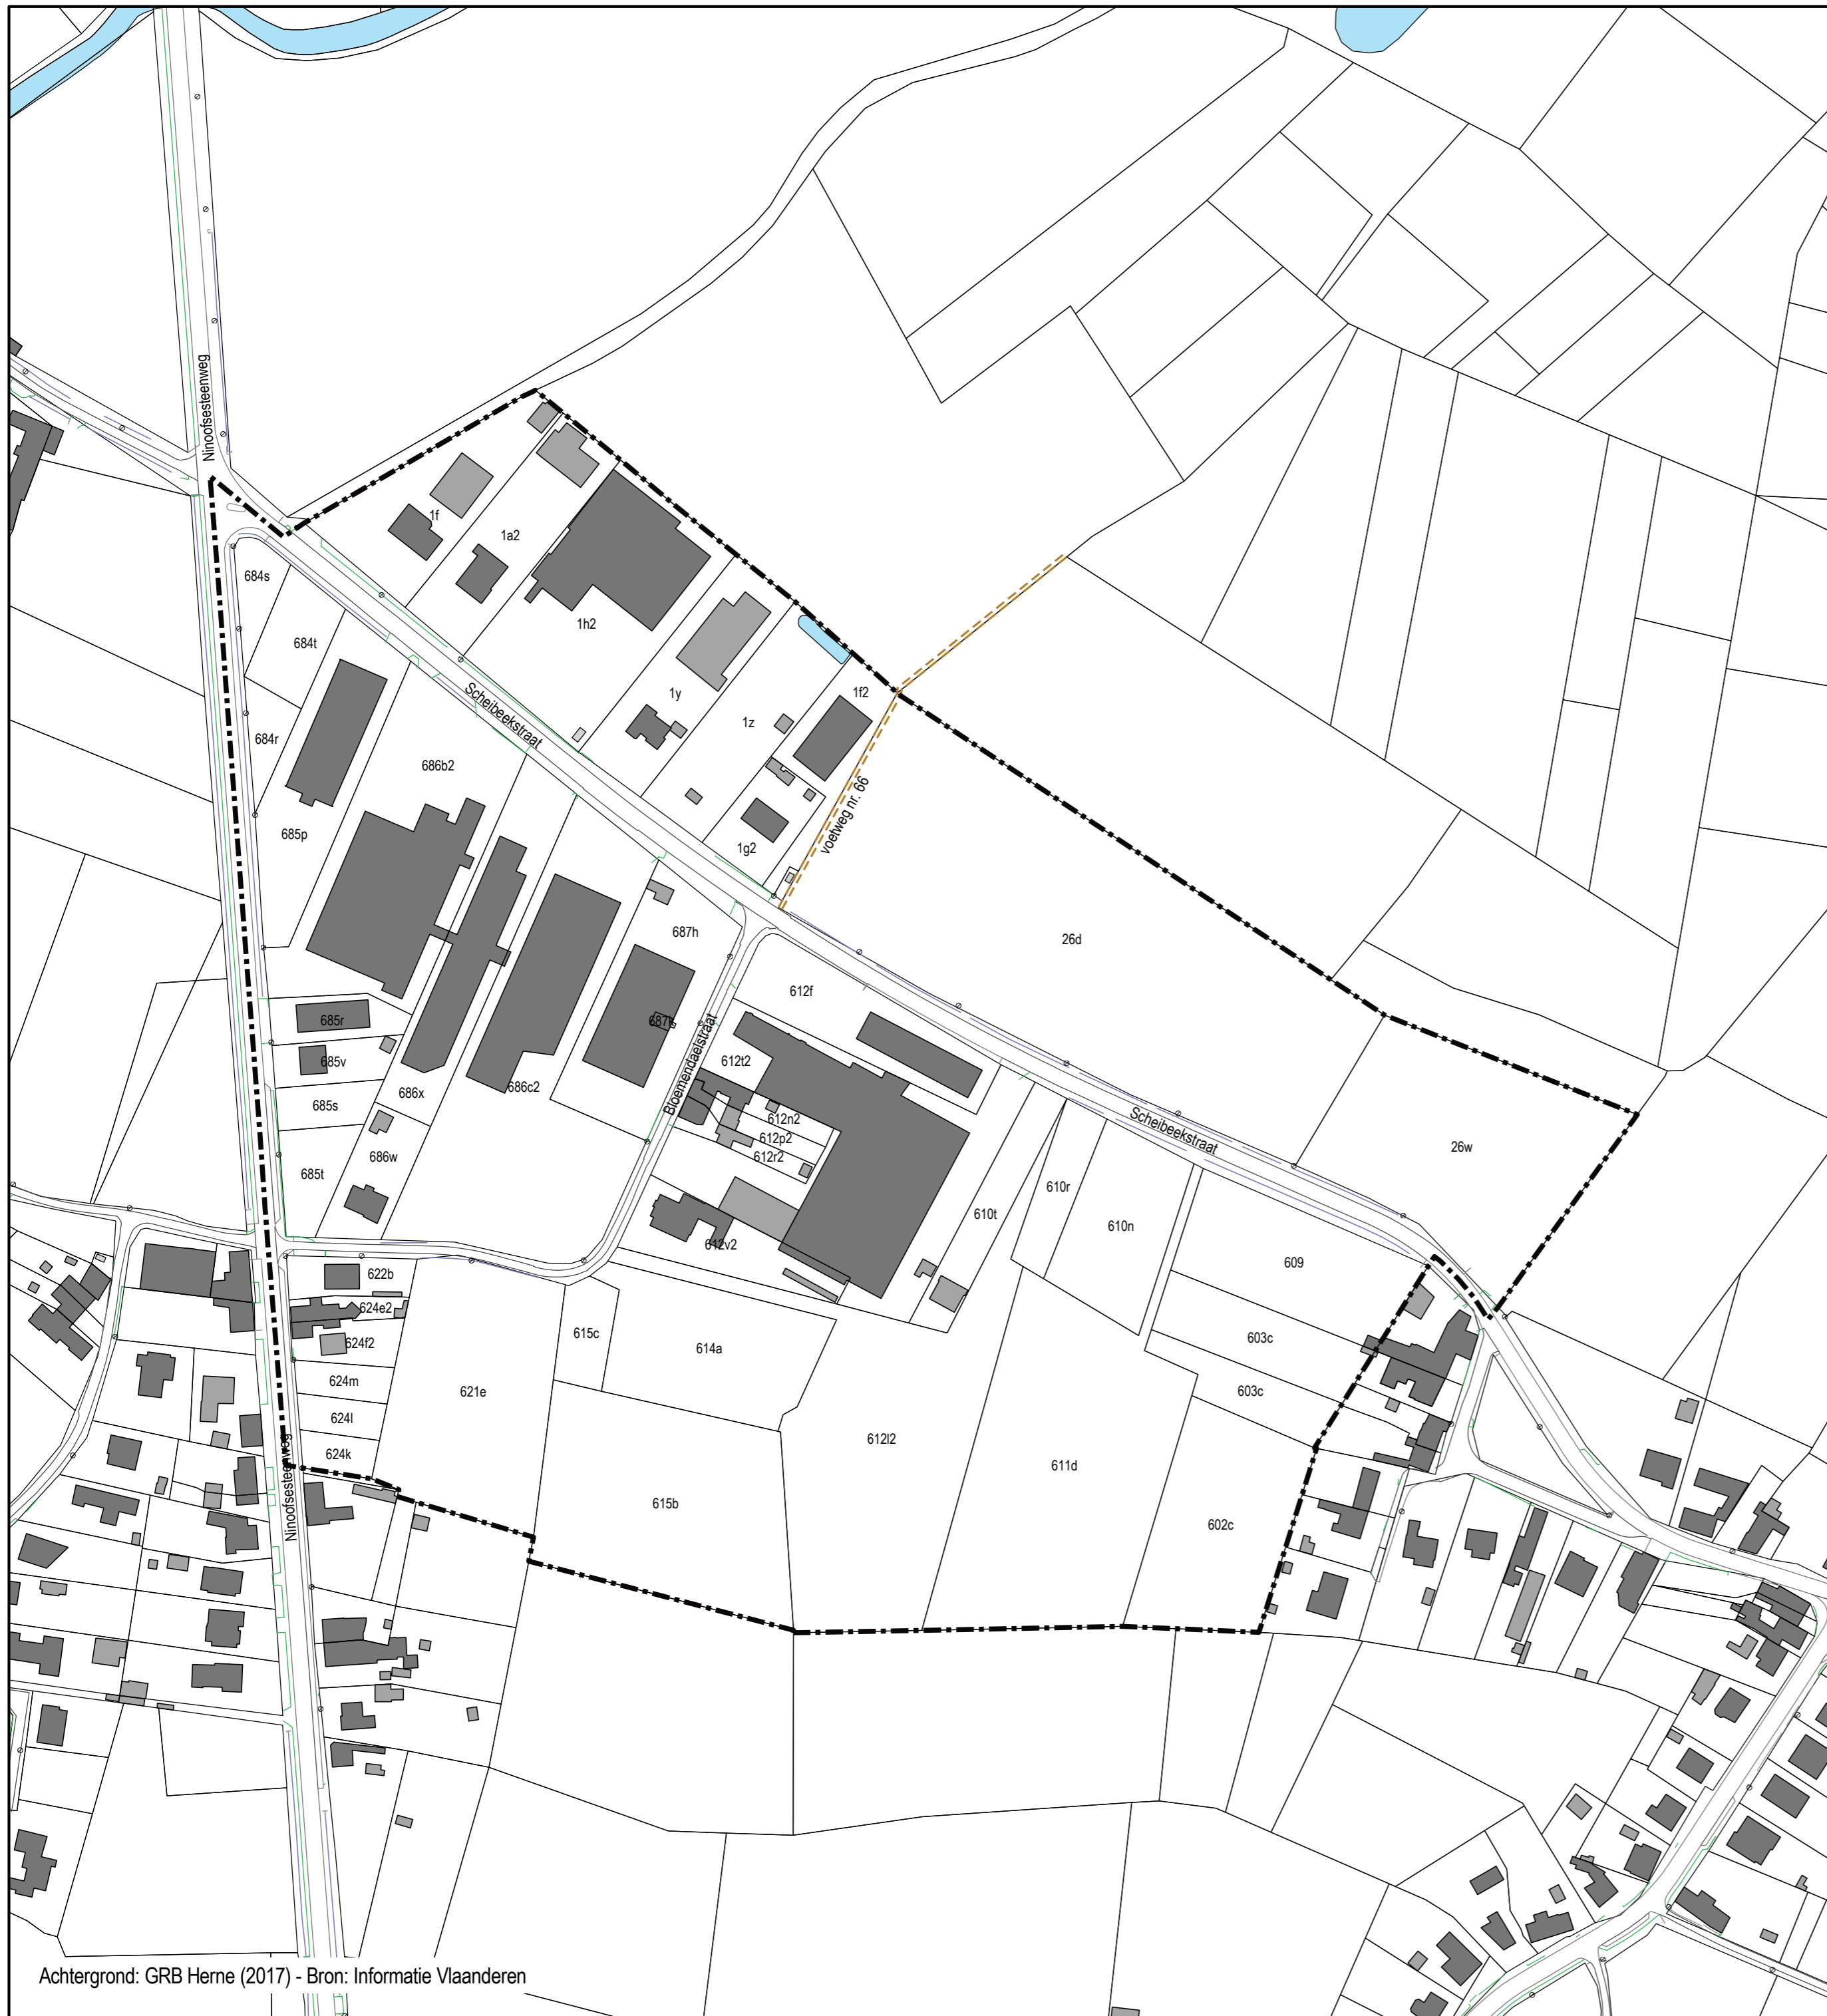 Ninoofsesteenweg
1f
1a2
684s
1h2
684t
1f2
Scheibeekstraat
1y
1z
684r
686b2
voetweg nr. 66
685p
1g2
687h
26d
612f
685r
685v
612t2
Bloemendaelstraat
686x
686c2
685s
612n2
612p2
Scheibeekstraat
26w
612r2
686w
685t
610r
610t
610n
612v2
609
622b
624e2
615c
614a
603c
624f2
624m
621e
603c
624l
612l2
624k
Ninoofsesteenweg
611d
615b
602c
Achtergrond: GRB Herne (2017) - Bron: Informatie Vlaanderen